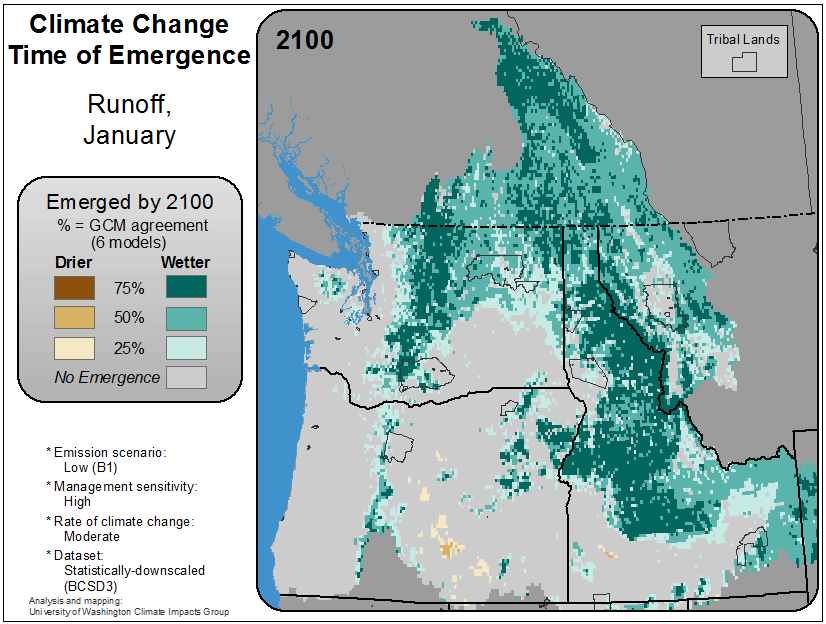 Climate Change
Time of Emergence
Runoff,
January
Emerged by 2100
% = GCM agreement
(6 models)
Drier Wetter
75%
50%
25%
No Emergence
* Emission scenario:
Low (B1)
* Management sensitivity:
High
* Rate of climate change:
Moderate
* Dataset:
Statistically-downscaled
(BCSD3)
Analysis and mapping:
University of Washington Climate Impacts Group
2100
Tribal Lands